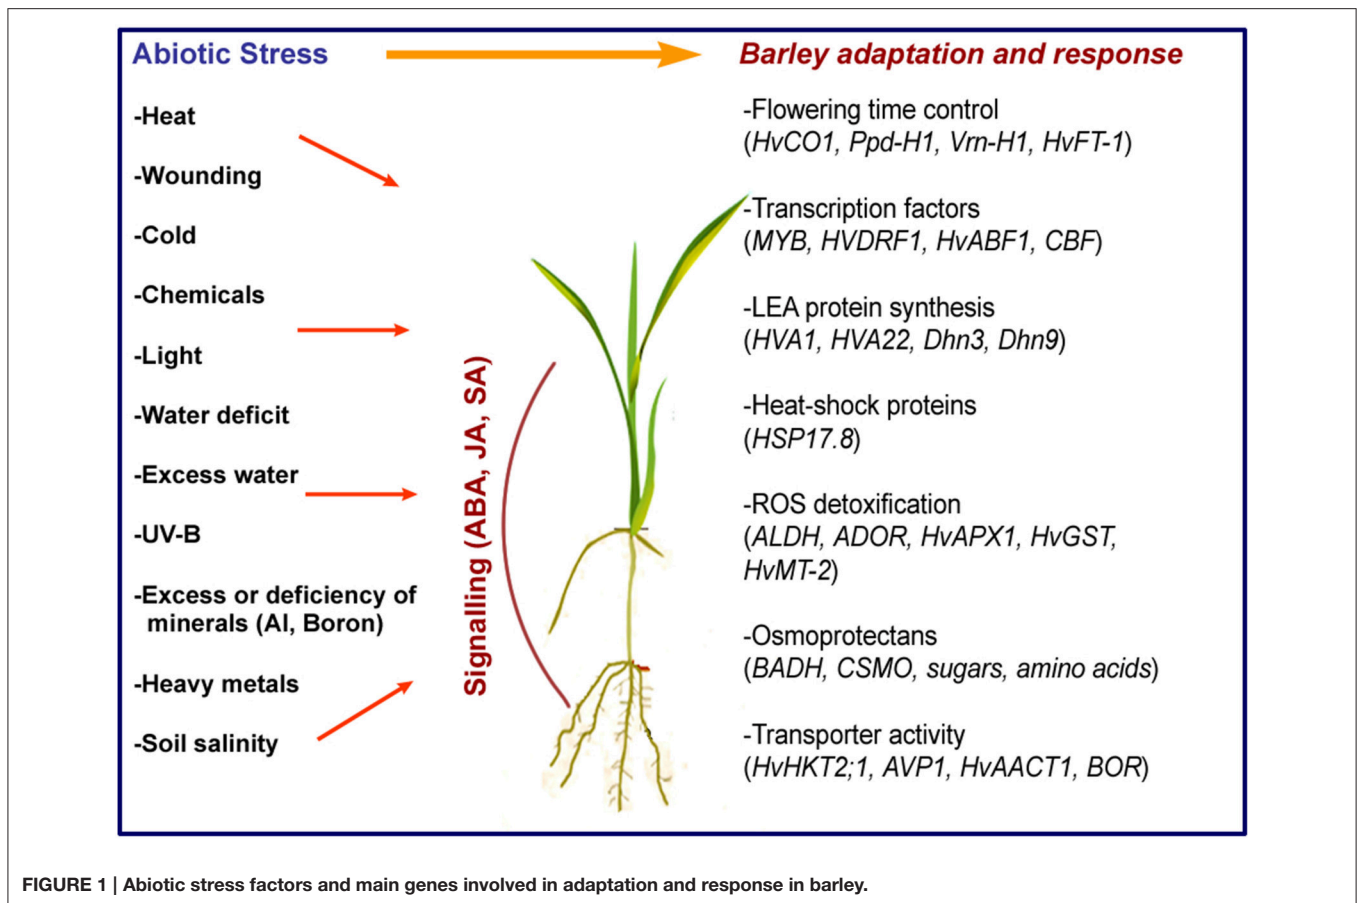 Abiotic Stress
-Heat
-Wounding
-Cold
-Chemicals
-Light
-Water deficit
-Excess water
-UV-B
-Excess or deficiency of
minerals (Al, Boron)
-Heavy metals
-Soil salinity
Signalling (ABA, JA, SA)
Barley adaptation and response
-Flowering time control
(HvCO1, Ppd-H1, Vrn-H1, HvFT-1)
-Transcription factors
(MYB, HVDRF1, HvABF1, CBF)
-LEA protein synthesis
(HVA1, HVA22, Dhn3, Dhn9)
-Heat-shock proteins
(HSP17.8)
-ROS detoxification
(ALDH, ADOR, HvAPX1, HvGST,
HvMT-2)
-Osmoprotectans
(BADH, CSMO, sugars, amino acids)
-Transporter activity
(HvHKT2;1, AVP1, HvAACT1, BOR)
FIGURE 1 | Abiotic stress factors and main genes involved in adaptation and response in barley.